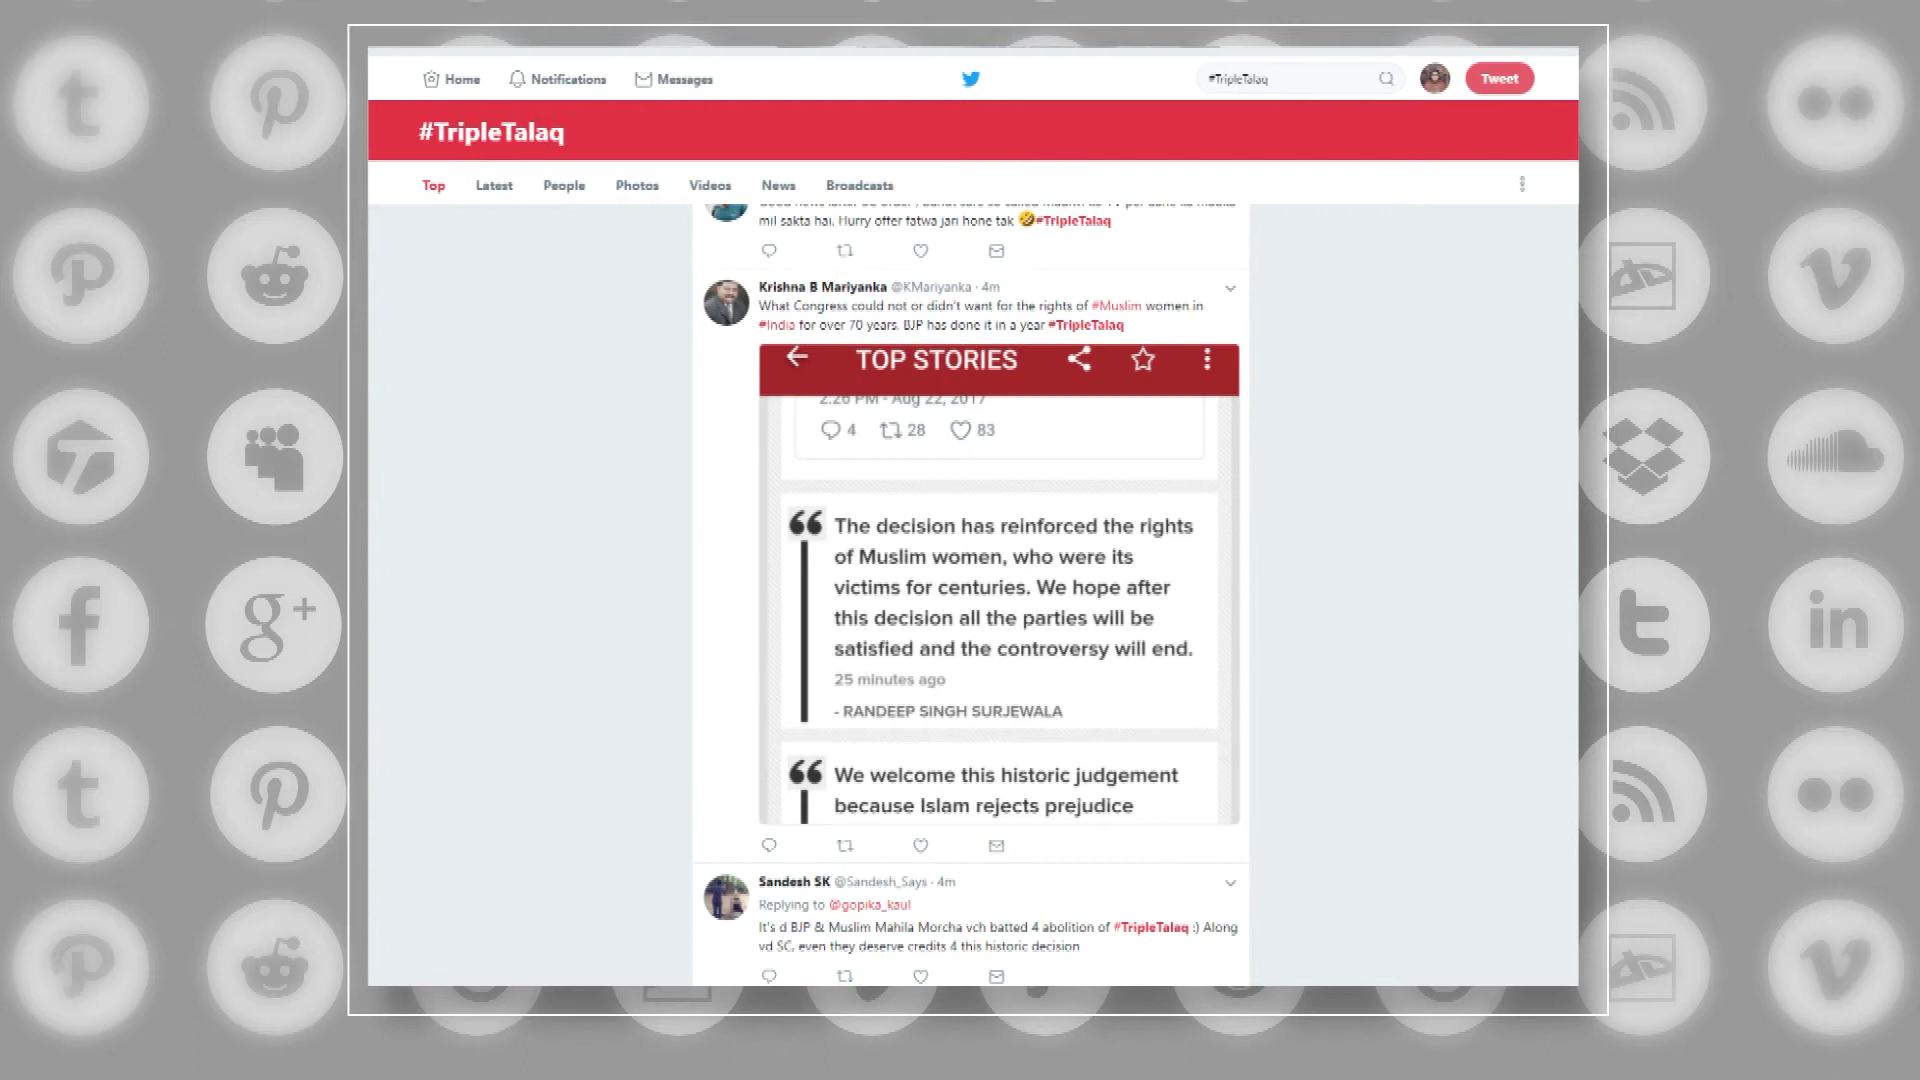 Home Notifications Messages #TripleTalaq Tweet
#TripleTalaq
Top Latest People Photos Videos News Broadcasts
mil sakta hai. Hurry offer fatwa jari hone tak 🤣#TripleTalaq
Krishna B Mariyanka @KMariyanka · 4m
What Congress could not or didn't want for the rights of #Muslim women in
#India for over 70 years. BJP has done it in a year #TripleTalaq
TOP STORIES
2:26 PM - Aug 22, 2017
4 28 83
“ The decision has reinforced the rights
of Muslim women, who were its
victims for centuries. We hope after
this decision all the parties will be
satisfied and the controversy will end.
25 minutes ago
- RANDEEP SINGH SURJEWALA
“ We welcome this historic judgement
because Islam rejects prejudice
Sandesh SK @Sandesh_Says · 4m
Replying to @gopika_kaul
It's d BJP & Muslim Mahila Morcha vch batted 4 abolition of #TripleTalaq :) Along
vd SC, even they deserve credits 4 this historic decision